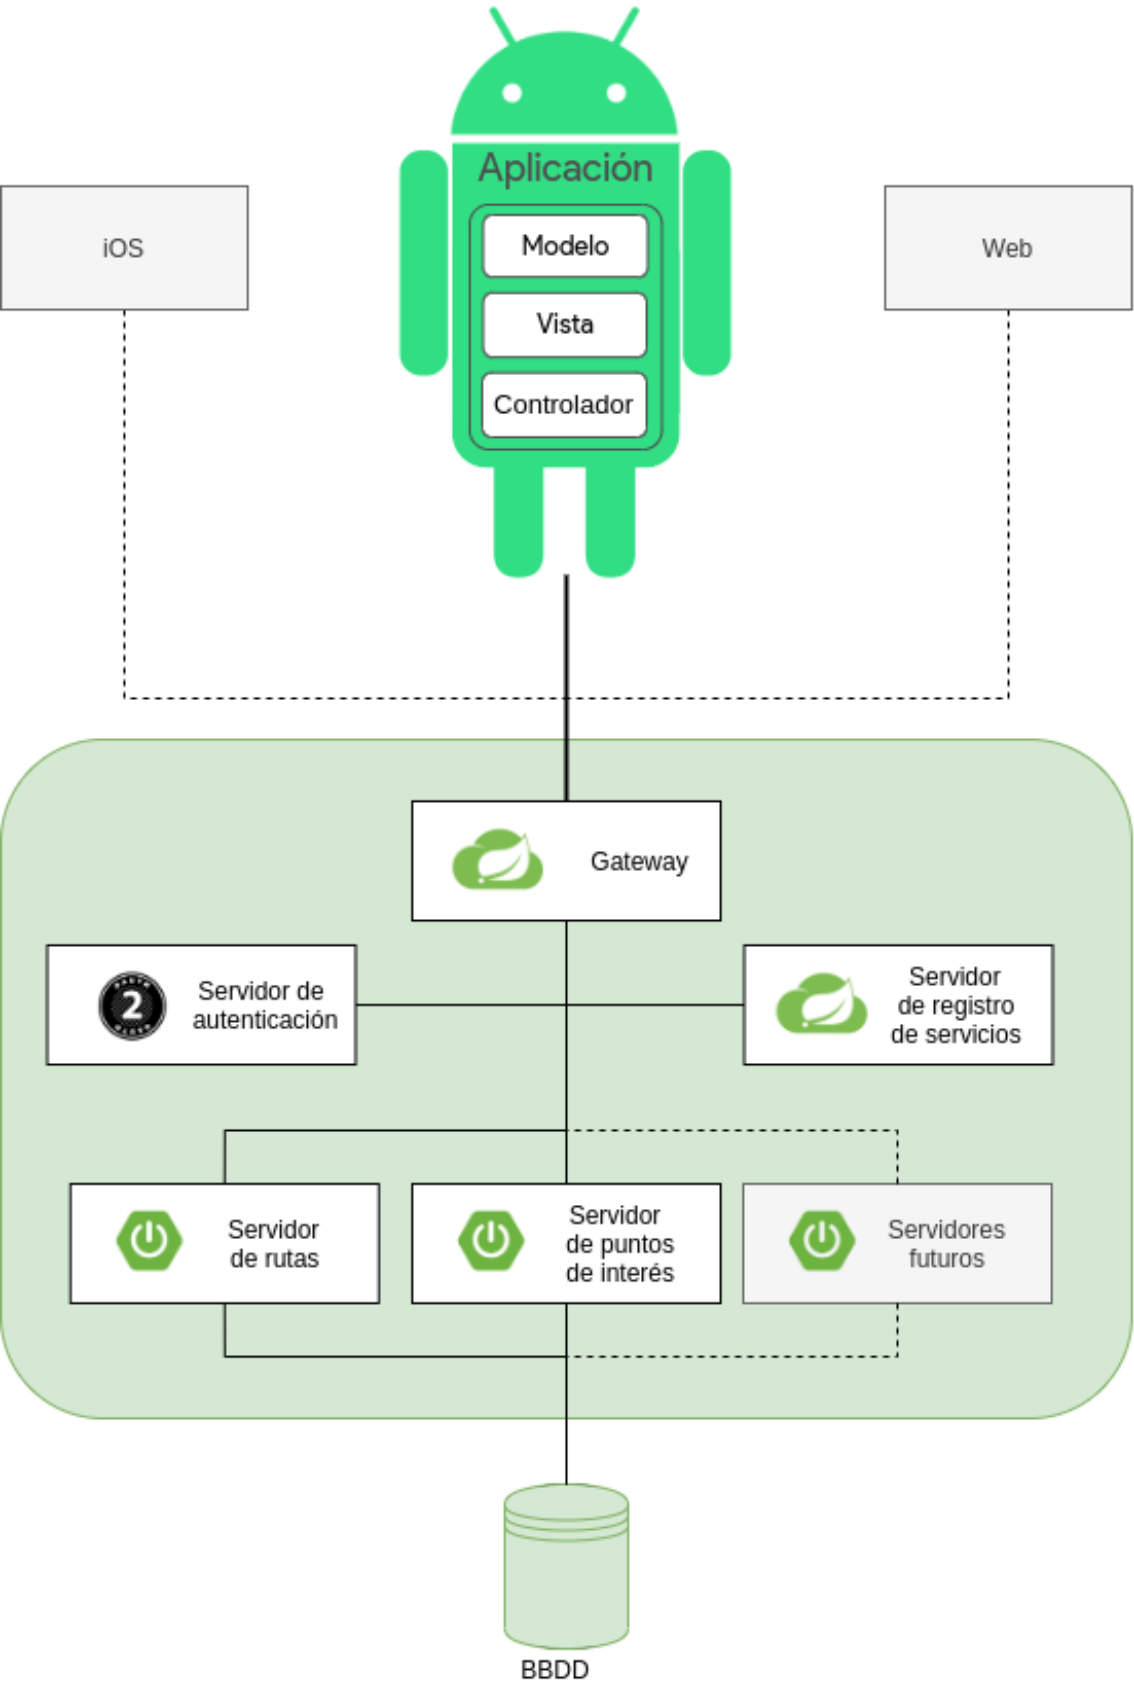 Aplicación
Modelo
iOS
Web
Vista
Controlador
Gateway
2
Servidor de
autenticación
Servidor
de registro
de servicios
Servidor
de rutas
Servidor
de puntos
de interés
Servidores
futuros
BBDD